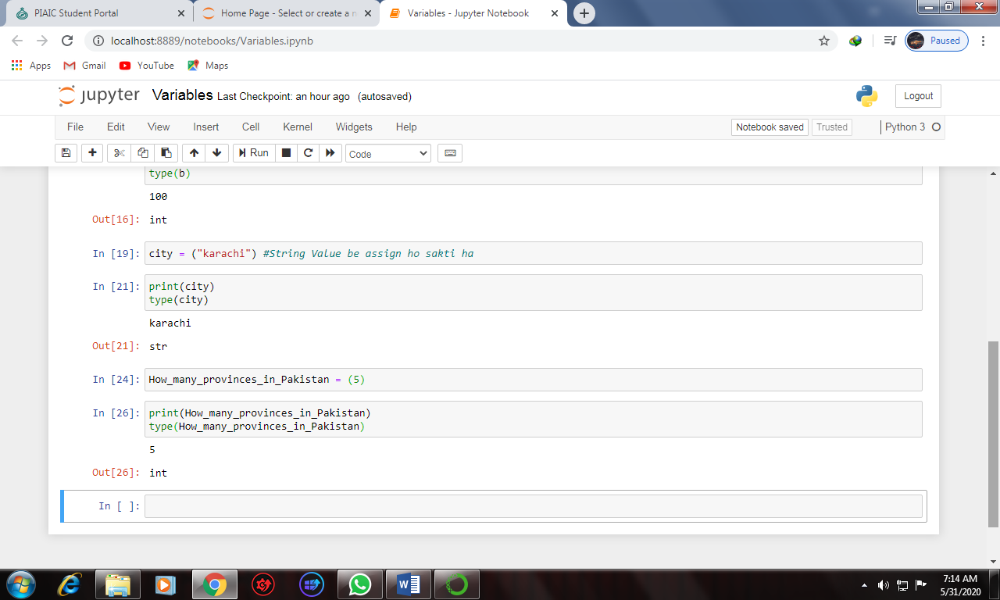 PIAIC Student Portal
Home Page - Select or create a n
Variables - Jupyter Notebook
localhost:8889/notebooks/Variables.ipynb
Paused
Apps Gmail YouTube Maps
jupyter Variables Last Checkpoint: an hour ago (autosaved)
Logout
File Edit View Insert Cell Kernel Widgets Help
Notebook saved Trusted Python 3
Run Code
type(b)
100
Out[16]: int
In [19]: city = ("karachi") #String Value be assign ho sakti ha
In [21]: print(city)
type(city)
karachi
Out[21]: str
In [24]: How_many_provinces_in_Pakistan = (5)
In [26]: print(How_many_provinces_in_Pakistan)
type(How_many_provinces_in_Pakistan)
5
Out[26]: int
In [ ]:
7:14 AM
5/31/2020